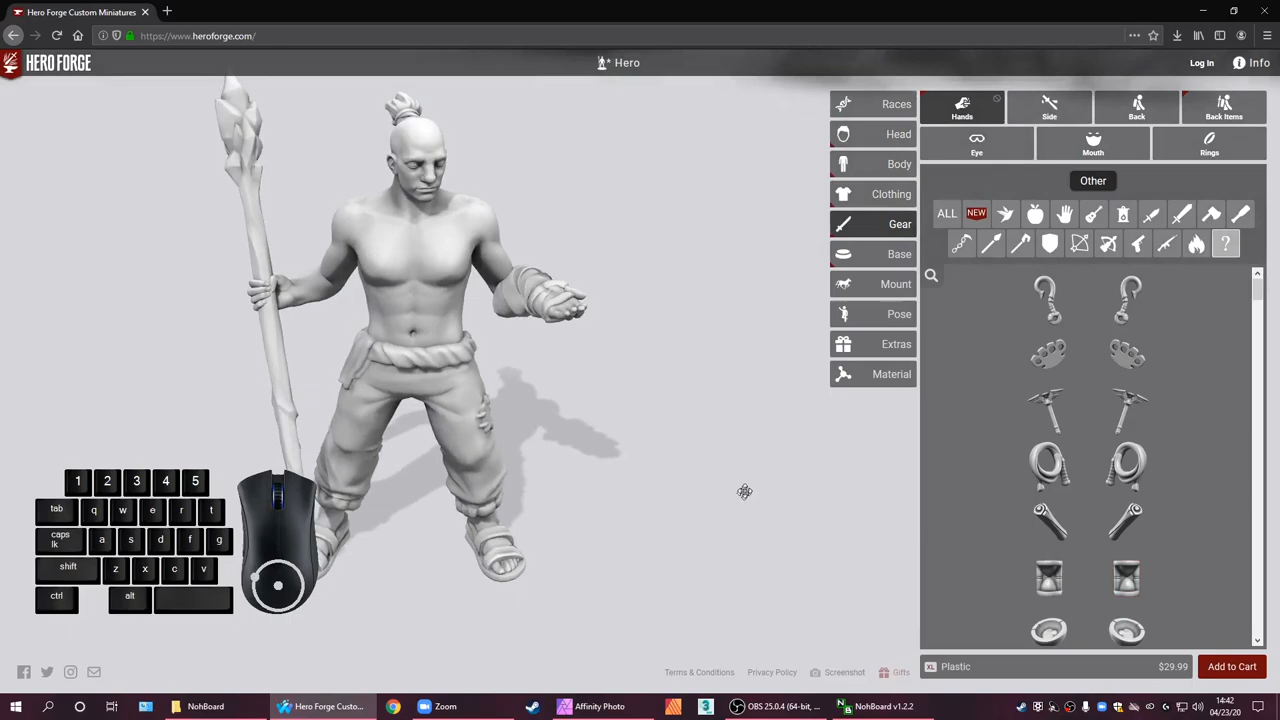 Hero Forge Custom Miniatures
https://www.heroforge.com/
HERO FORGE
* Hero
Log In
Info
Races
Head
Body
Clothing
Gear
Base
Mount
Pose
Extras
Material
Hands
Side
Back
Back Items
Eye
Mouth
Rings
Other
ALL
NEW
?
1 2 3 4 5
tab q w e r t
caps lk a s d f g
shift z x c v
ctrl alt
Terms & Conditions
Privacy Policy
Screenshot
Gifts
XL Plastic $29.99
Add to Cart
NohBoard
Hero Forge Custo...
Zoom
Affinity Photo
3
OBS 25.0.4 (64-bit, ...
NohBoard v1.2.2
14:42
04/23/20